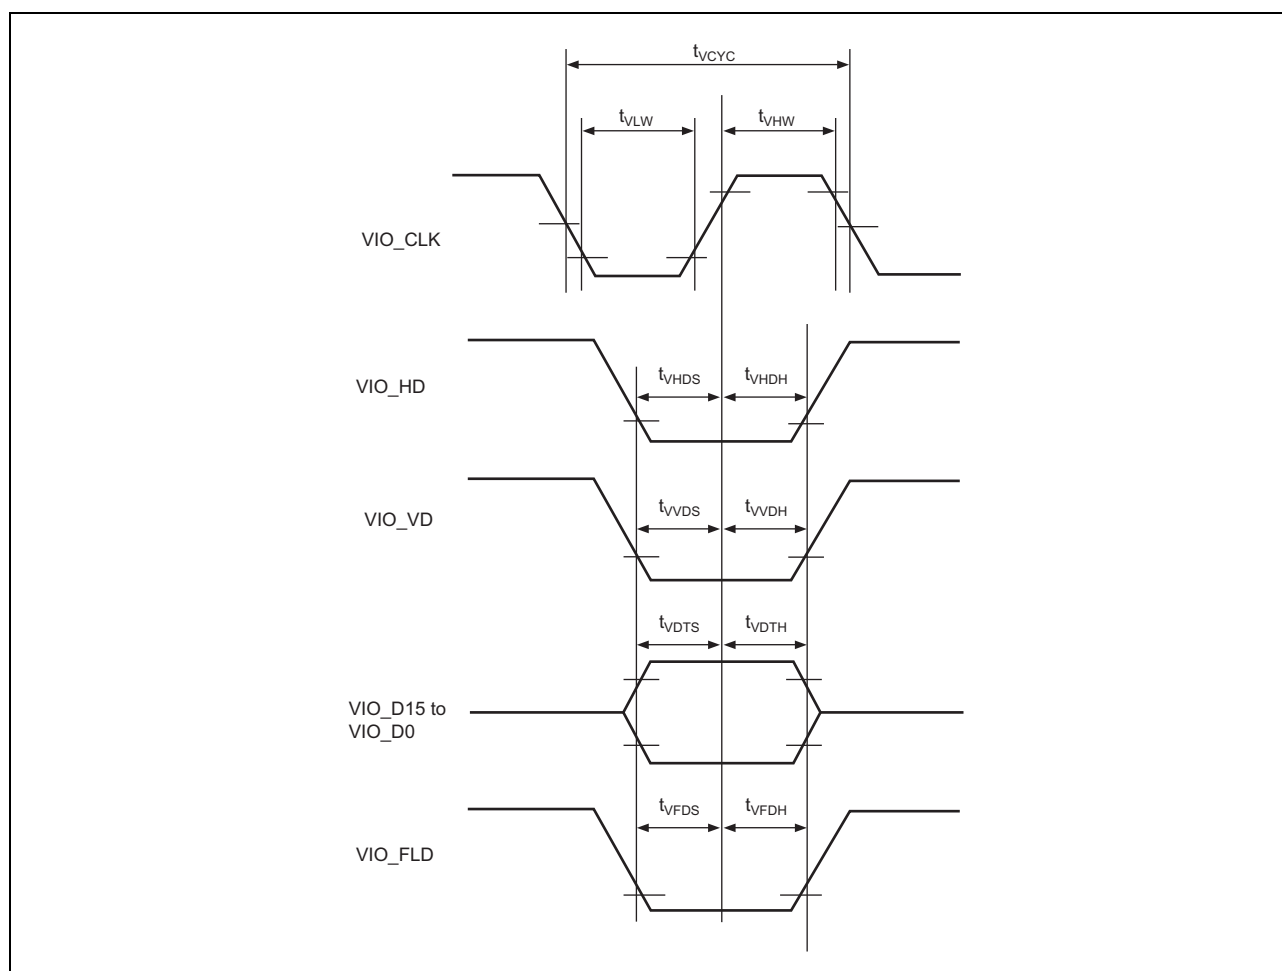 tVCYC
tVLW
tVHW
VIO_CLK
tVHDS
tVHDH
VIO_HD
tVVDS
tVVDH
VIO_VD
tVDTS
tVDTH
VIO_D15 to
VIO_D0
tVFDS
tVFDH
VIO_FLD